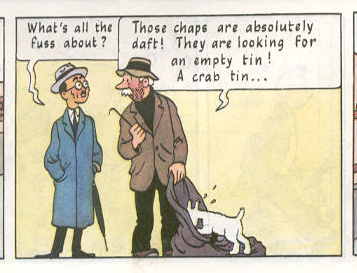 What's all the
fuss about?
Those chaps are absolutely
daft! They are looking for
an empty tin!
A crab tin...